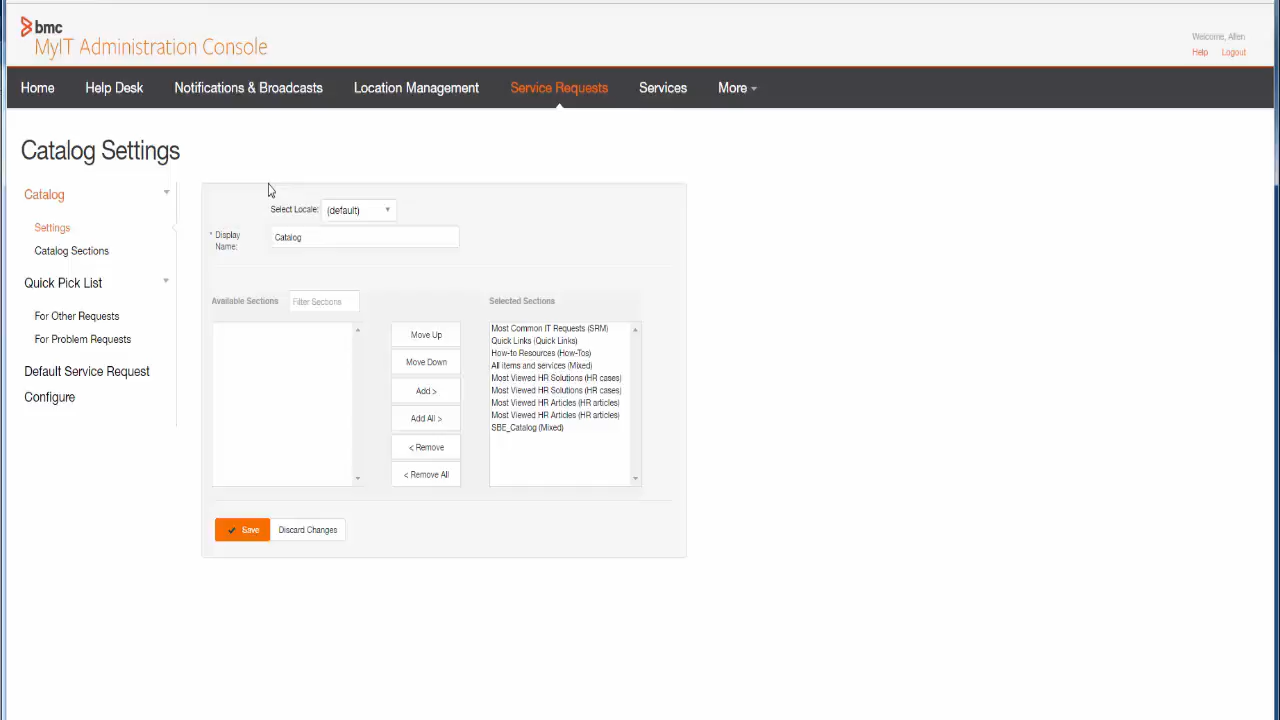 bmc
MyIT Administration Console
Welcome, Allen
Help Logout
Home Help Desk Notifications & Broadcasts Location Management Service Requests Services More
Catalog Settings
Catalog
Settings
Catalog Sections
Quick Pick List
For Other Requests
For Problem Requests
Default Service Request
Configure
Select Locale: (default)
* Display Name: Catalog
Available Sections Filter Sections
Selected Sections
Move Up
Move Down
Add >
Add All >
< Remove
< Remove All
Most Common IT Requests (SRM)
Quick Links (Quick Links)
How-to Resources (How-Tos)
All items and services (Mixed)
Most Viewed HR Solutions (HR cases)
Most Viewed HR Solutions (HR cases)
Most Viewed HR Articles (HR articles)
Most Viewed HR Articles (HR articles)
SBE_Catalog (Mixed)
Save Discard Changes